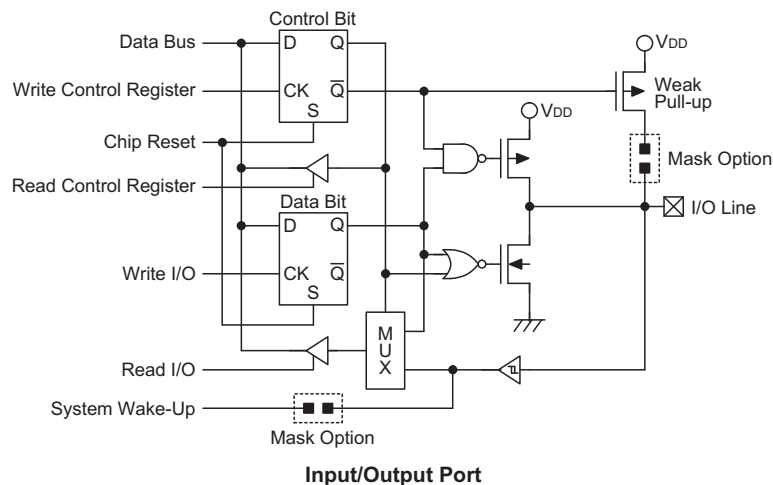 Control Bit
Data Bus
D
Q
VDD
Write Control Register
CK
Q
Weak
Pull-up
S
VDD
Chip Reset
Mask Option
Read Control Register
Data Bit
D
Q
I/O Line
Write I/O
CK
Q
S
M
U
X
Read I/O
System Wake-Up
Mask Option
Input/Output Port